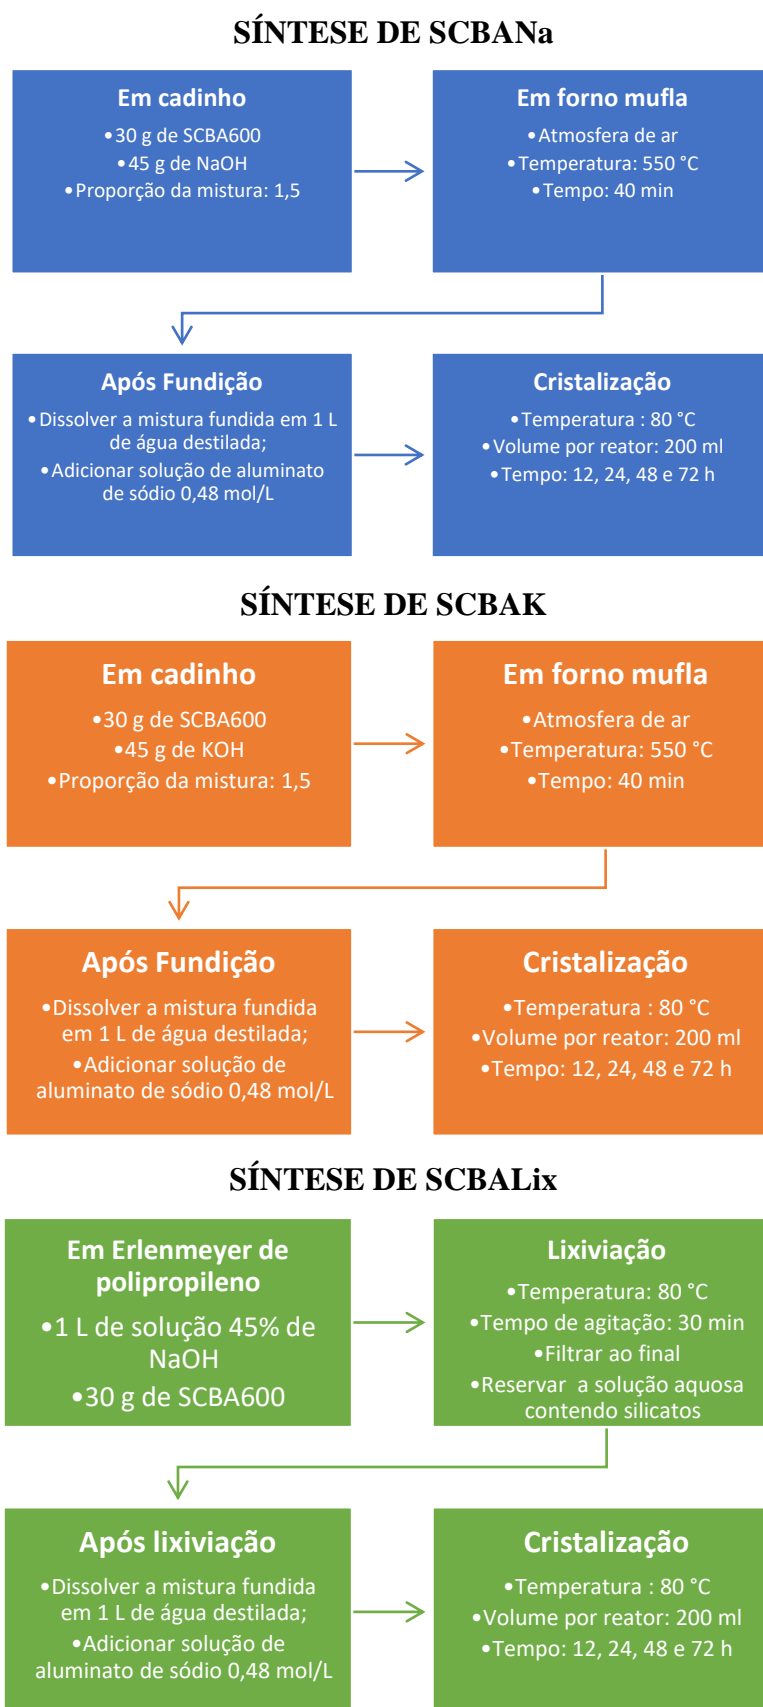 SÍNTESE DE SCBANa
Em cadinho
•30 g de SCBA600
•45 g de NaOH
•Proporção da mistura: 1,5
Em forno mufla
•Atmosfera de ar
•Temperatura: 550 °C
•Tempo: 40 min
Após Fundição
•Dissolver a mistura fundida em 1 L
de água destilada;
•Adicionar solução de aluminato
de sódio 0,48 mol/L
Cristalização
•Temperatura : 80 °C
•Volume por reator: 200 ml
•Tempo: 12, 24, 48 e 72 h
SÍNTESE DE SCBAK
Em cadinho
•30 g de SCBA600
•45 g de KOH
•Proporção da mistura: 1,5
Em forno mufla
•Atmosfera de ar
•Temperatura: 550 °C
•Tempo: 40 min
Após Fundição
•Dissolver a mistura fundida
em 1 L de água destilada;
•Adicionar solução de
aluminato de sódio 0,48 mol/L
Cristalização
•Temperatura : 80 °C
•Volume por reator: 200 ml
•Tempo: 12, 24, 48 e 72 h
SÍNTESE DE SCBALix
Em Erlenmeyer de
polipropileno
•1 L de solução 45% de
NaOH
•30 g de SCBA600
Lixiviação
•Temperatura: 80 °C
•Tempo de agitação: 30 min
•Filtrar ao final
•Reservar a solução aquosa
contendo silicatos
Após lixiviação
•Dissolver a mistura fundida
em 1 L de água destilada;
•Adicionar solução de
aluminato de sódio 0,48 mol/L
Cristalização
•Temperatura : 80 °C
•Volume por reator: 200 ml
•Tempo: 12, 24, 48 e 72 h